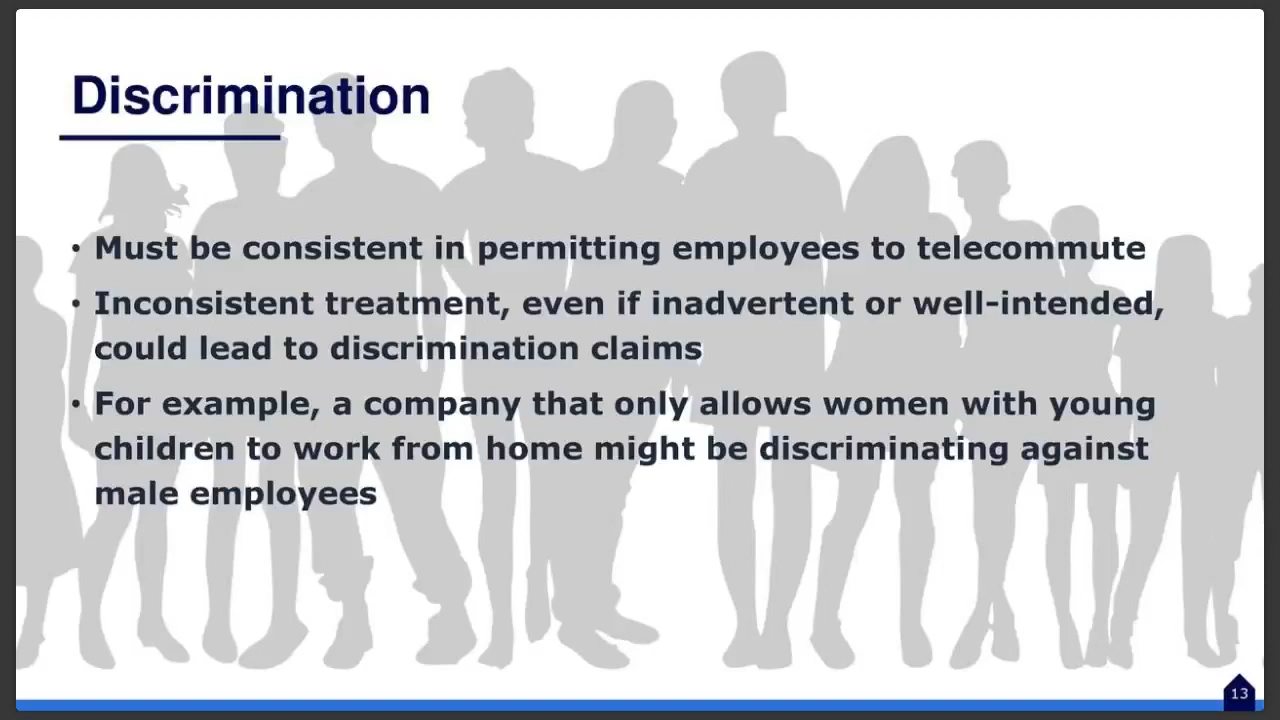 Discrimination
• Must be consistent in permitting employees to telecommute
• Inconsistent treatment, even if inadvertent or well-intended,
could lead to discrimination claims
• For example, a company that only allows women with young
children to work from home might be discriminating against
male employees
13